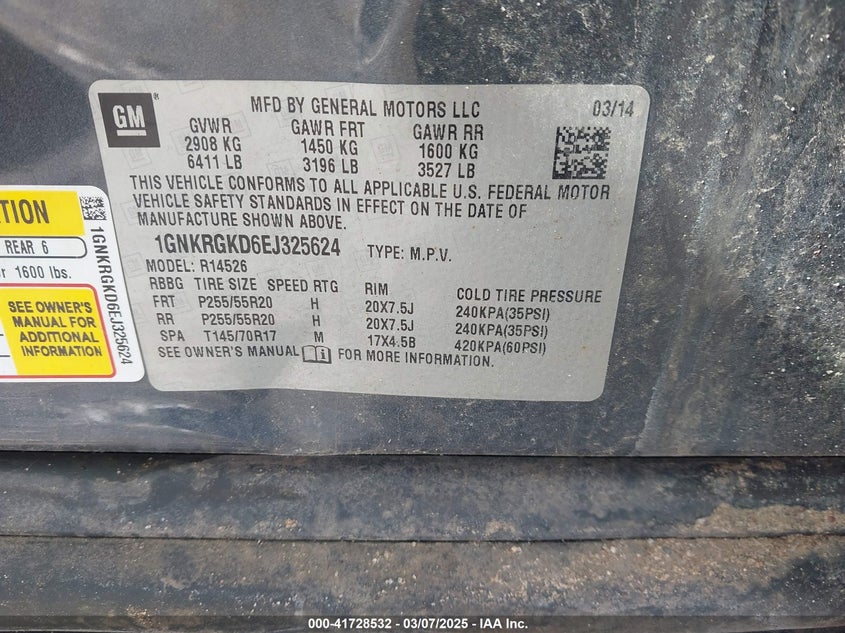 GM
MFD BY GENERAL MOTORS LLC 03/14
GVWR GAWR FRT GAWR RR
2908 KG 1450 KG 1600 KG
6411 LB 3196 LB 3527 LB
THIS VEHICLE CONFORMS TO ALL APPLICABLE U.S. FEDERAL MOTOR
VEHICLE SAFETY STANDARDS IN EFFECT ON THE DATE OF
MANUFACTURE SHOWN ABOVE.
1GNKRGKD6EJ325624 TYPE: M.P.V.
MODEL: R14526
RBBG TIRE SIZE SPEED RTG RIM COLD TIRE PRESSURE
FRT P255/55R20 H 20X7.5J 240KPA(35PSI)
RR P255/55R20 H 20X7.5J 240KPA(35PSI)
SPA T145/70R17 M 17X4.5B 420KPA(60PSI)
SEE OWNER'S MANUAL FOR MORE INFORMATION.
REAR 6
1600 lbs.
SEE OWNER'S
MANUAL FOR
ADDITIONAL
INFORMATION
1GNKRGKD6EJ325624
000-41728532 - 03/07/2025 - IAA Inc.